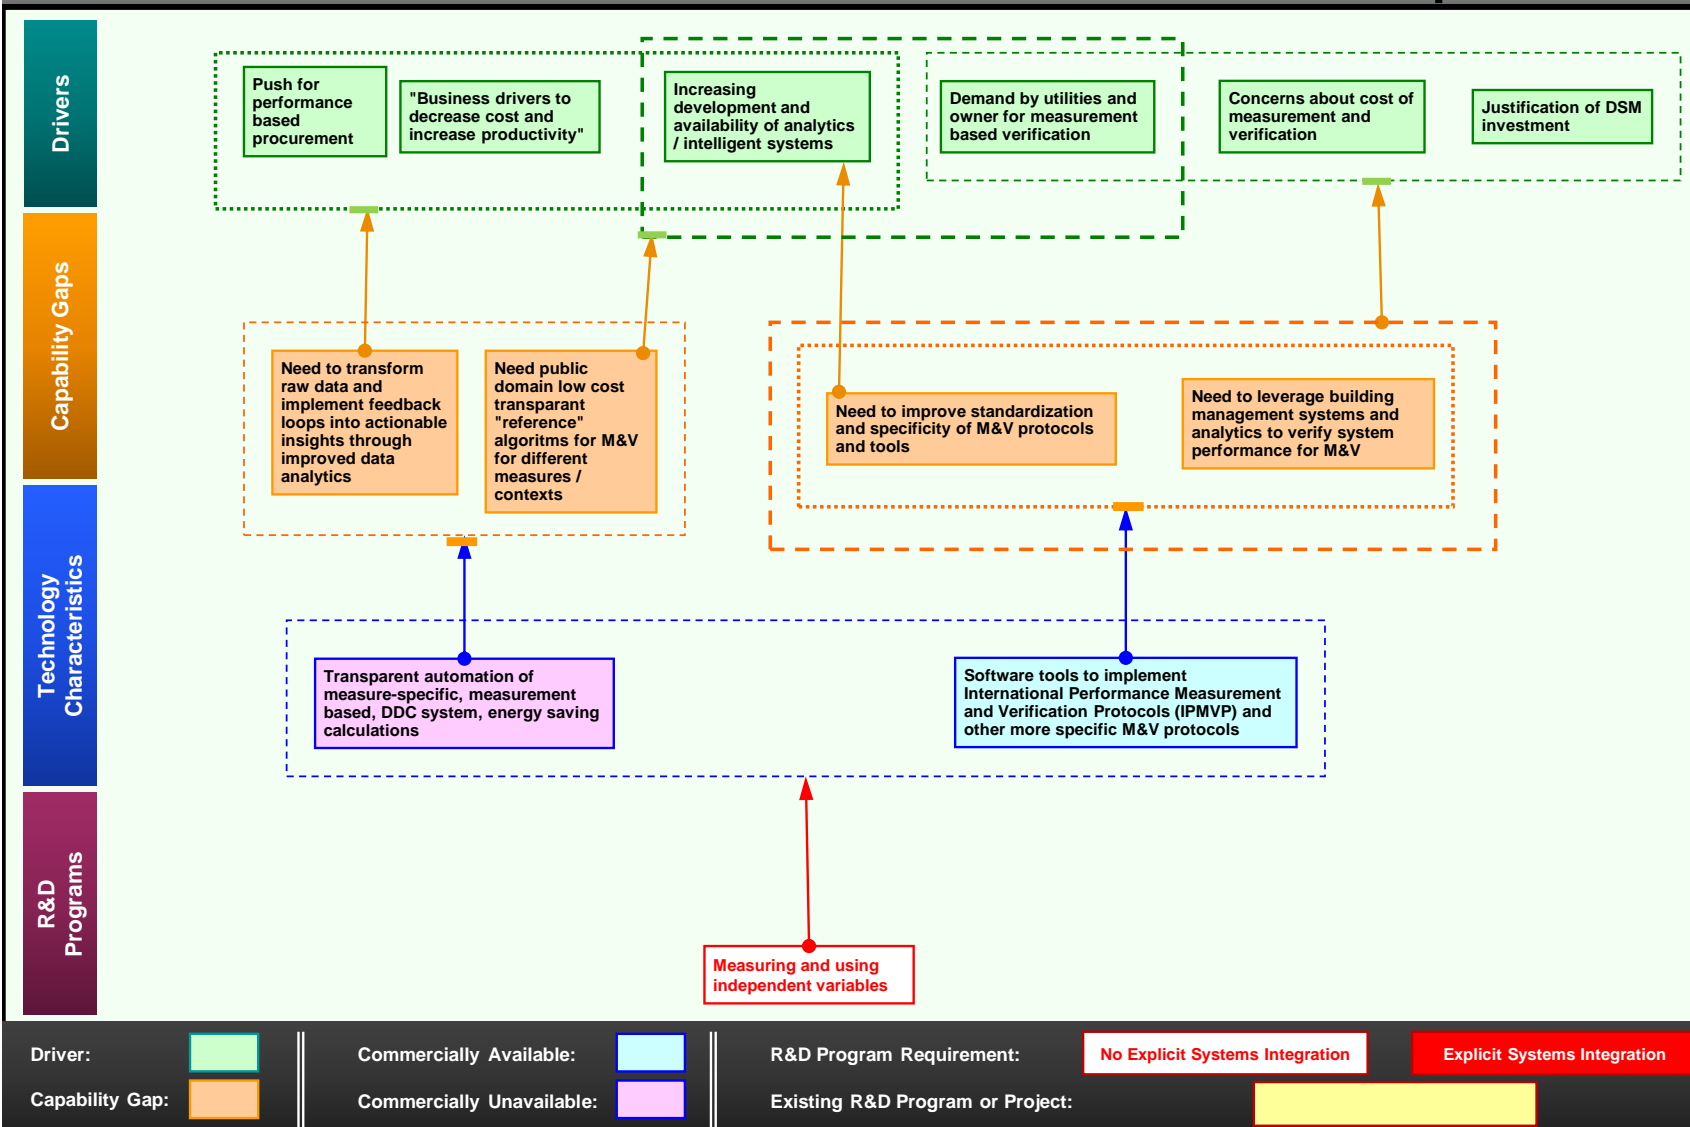 Drivers
Push for
performance
based
procurement
"Business drivers to
decrease cost and
increase productivity"
Increasing
development and
availability of analytics
/ intelligent systems
Demand by utilities and
owner for measurement
based verification
Concerns about cost of
measurement and
verification
Justification of DSM
investment
Capability Gaps
Need to transform
raw data and
implement feedback
loops into actionable
insights through
improved data
analytics
Need public
domain low cost
transparant
"reference"
algoritms for M&V
for different
measures /
contexts
Need to improve standardization
and specificity of M&V protocols
and tools
Need to leverage building
management systems and
analytics to verify system
performance for M&V
Technology
Characteristics
Transparent automation of
measure-specific, measurement
based, DDC system, energy saving
calculations
Software tools to implement
International Performance Measurement
and Verification Protocols (IPMVP) and
other more specific M&V protocols
R&D
Programs
Measuring and using
independent variables
Driver:
Capability Gap:
Commercially Available:
Commercially Unavailable:
R&D Program Requirement:
No Explicit Systems Integration
Explicit Systems Integration
Existing R&D Program or Project: